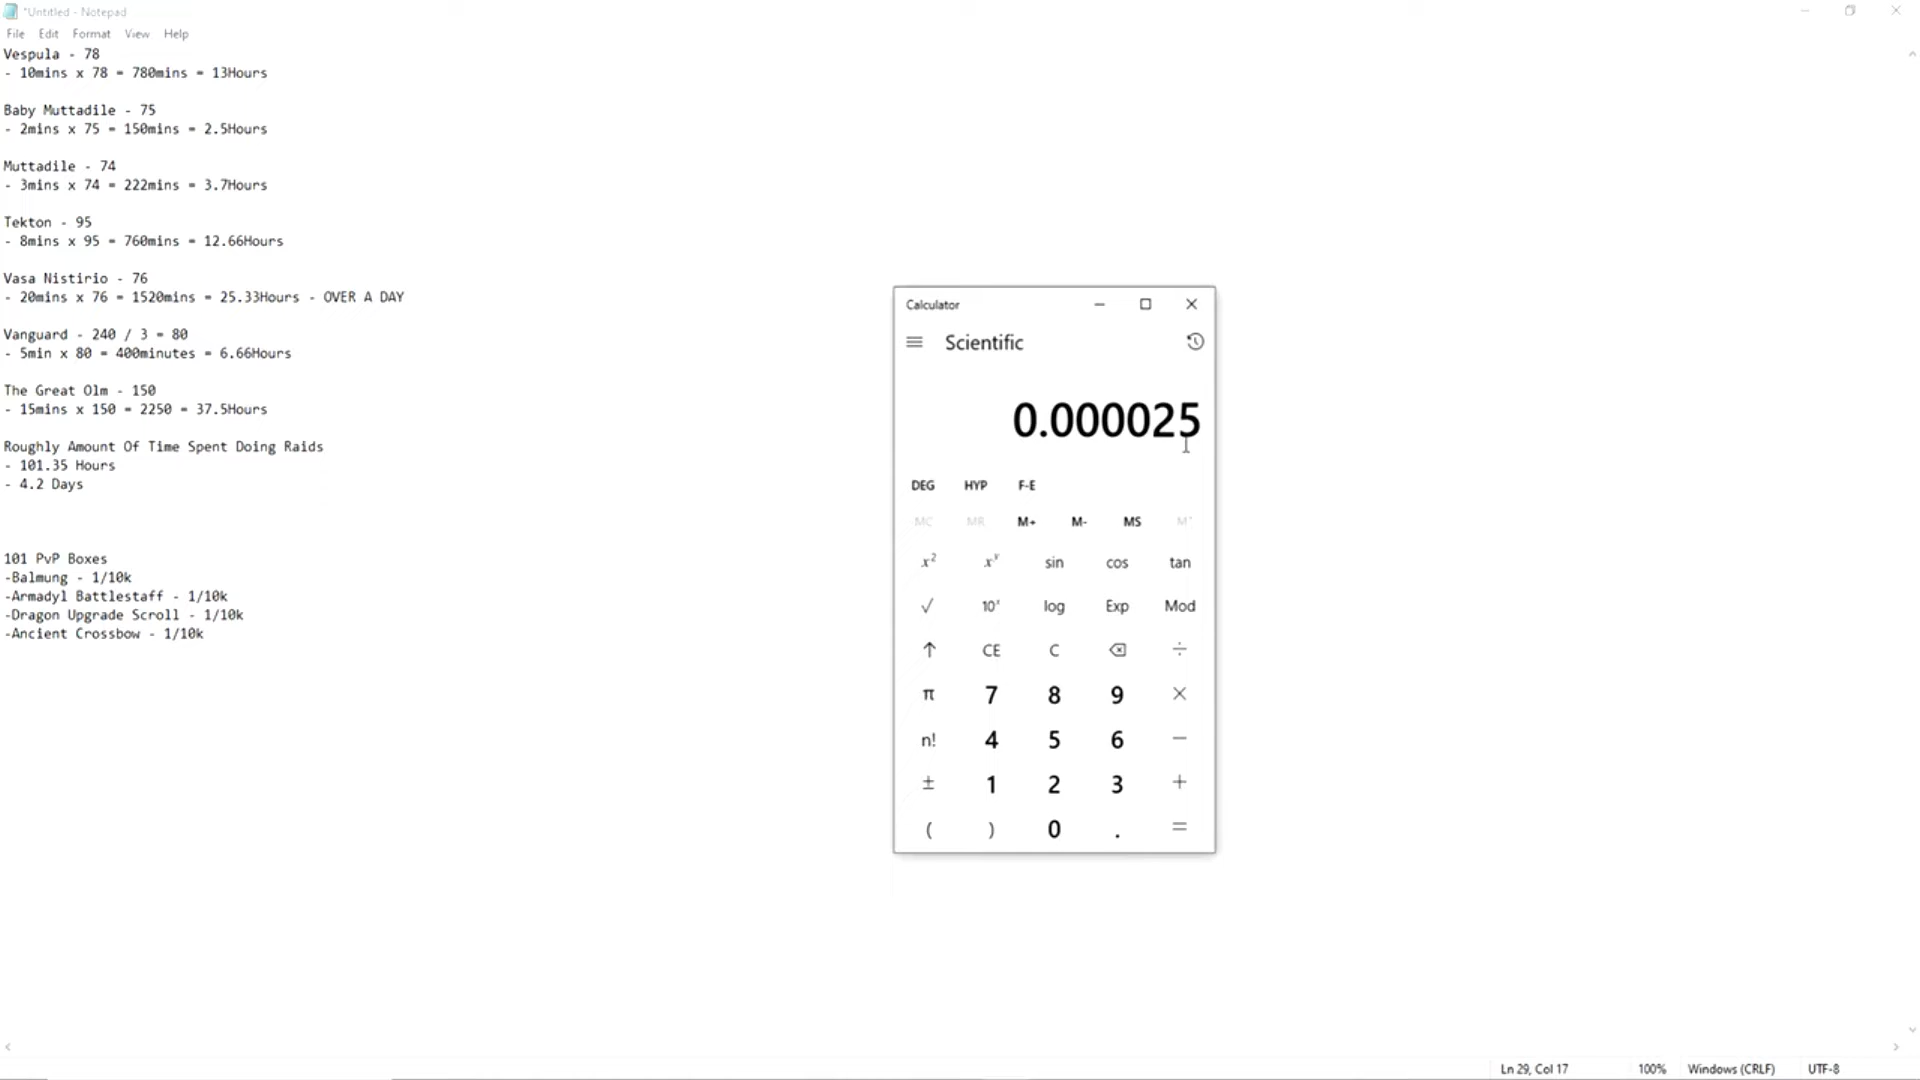 *Untitled - Notepad
File Edit Format View Help
Vespula - 78
- 10mins x 78 = 780mins = 13Hours
Baby Muttadile - 75
- 2mins x 75 = 150mins = 2.5Hours
Muttadile - 74
- 3mins x 74 = 222mins = 3.7Hours
Tekton - 95
- 8mins x 95 = 760mins = 12.66Hours
Vasa Nistirio - 76
- 20mins x 76 = 1520mins = 25.33Hours - OVER A DAY
Vanguard - 240 / 3 = 80
- 5min x 80 = 400minutes = 6.66Hours
The Great Olm - 150
- 15mins x 150 = 2250 = 37.5Hours
Roughly Amount Of Time Spent Doing Raids
- 101.35 Hours
- 4.2 Days
101 PvP Boxes
-Balmung - 1/10k
-Armadyl Battlestaff - 1/10k
-Dragon Upgrade Scroll - 1/10k
-Ancient Crossbow - 1/10k
Calculator
Scientific
0.000025
DEG HYP F-E
MC MR M+ M- MS M˅
x² xʸ sin cos tan
√ 10ˣ log Exp Mod
↑ CE C ⌫ ÷
π 7 8 9 ×
n! 4 5 6 −
± 1 2 3 +
( ) 0 . =
Ln 29, Col 17 100% Windows (CRLF) UTF-8